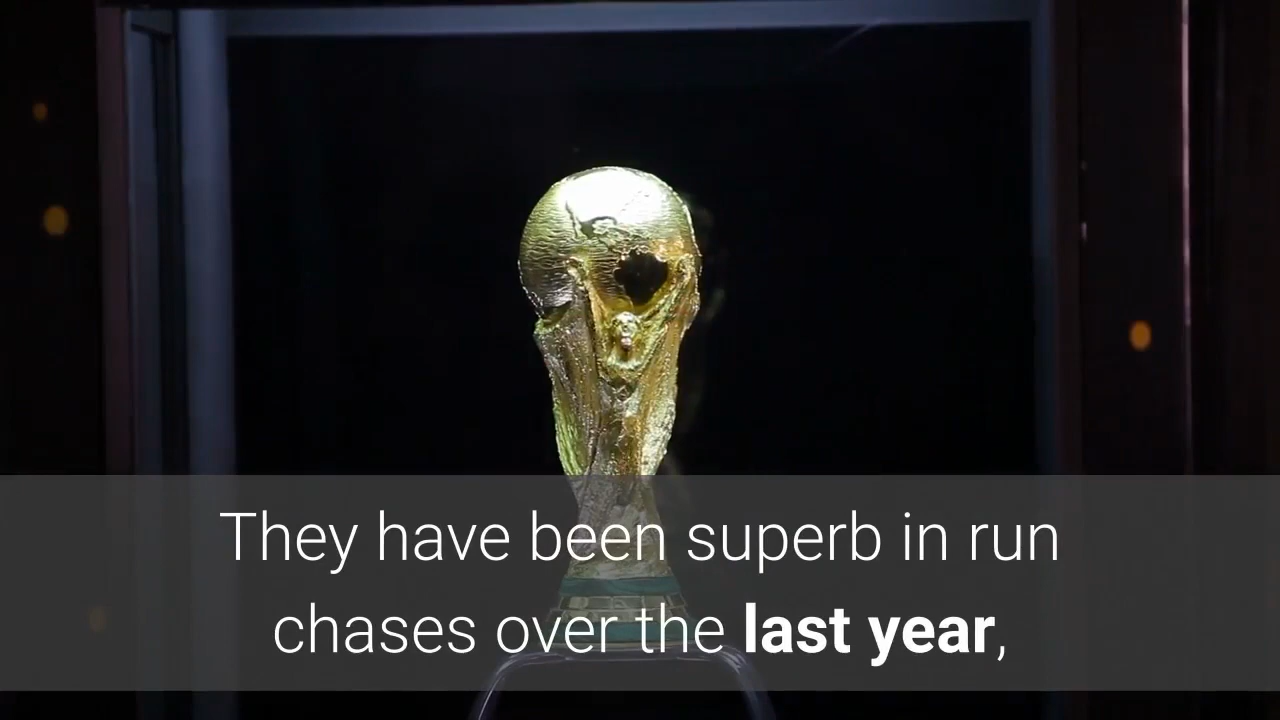 They have been superb in run
chases over the last year,